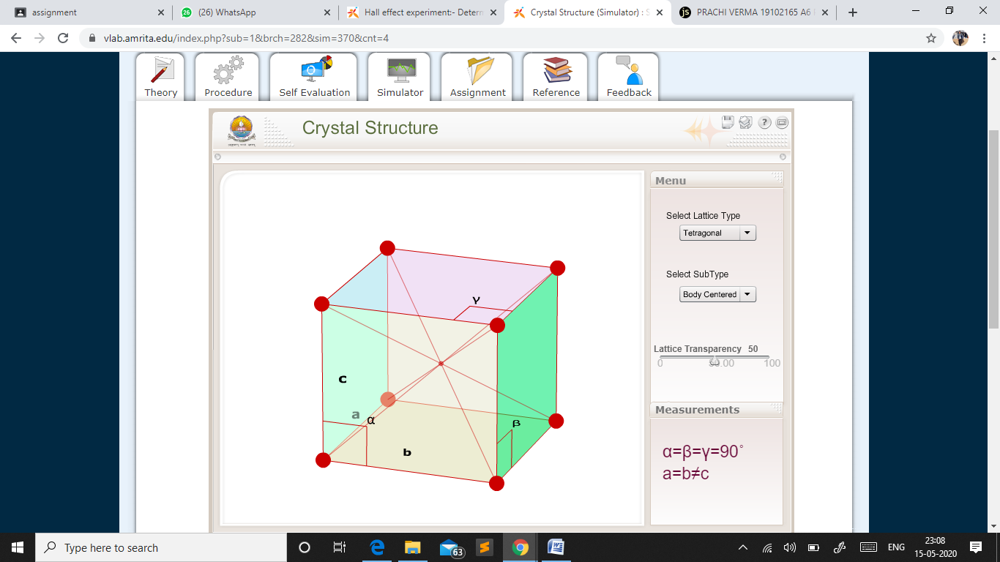 assignment
(26) WhatsApp
Hall effect experiment:- Determ
Crystal Structure (Simulator) : S
PRACHI VERMA 19102165 A6
vlab.amrita.edu/index.php?sub=1&brch=282&sim=370&cnt=4
Theory
Procedure
Self Evaluation
Simulator
Assignment
Reference
Feedback
Crystal Structure
Menu
Select Lattice Type
Tetragonal
Select SubType
Body Centered
Lattice Transparency 50
0 50.00 100
γ
c
a
α
β
b
Measurements
α=β=γ=90°
a=b≠c
Type here to search
63
ENG
23:08
15-05-2020